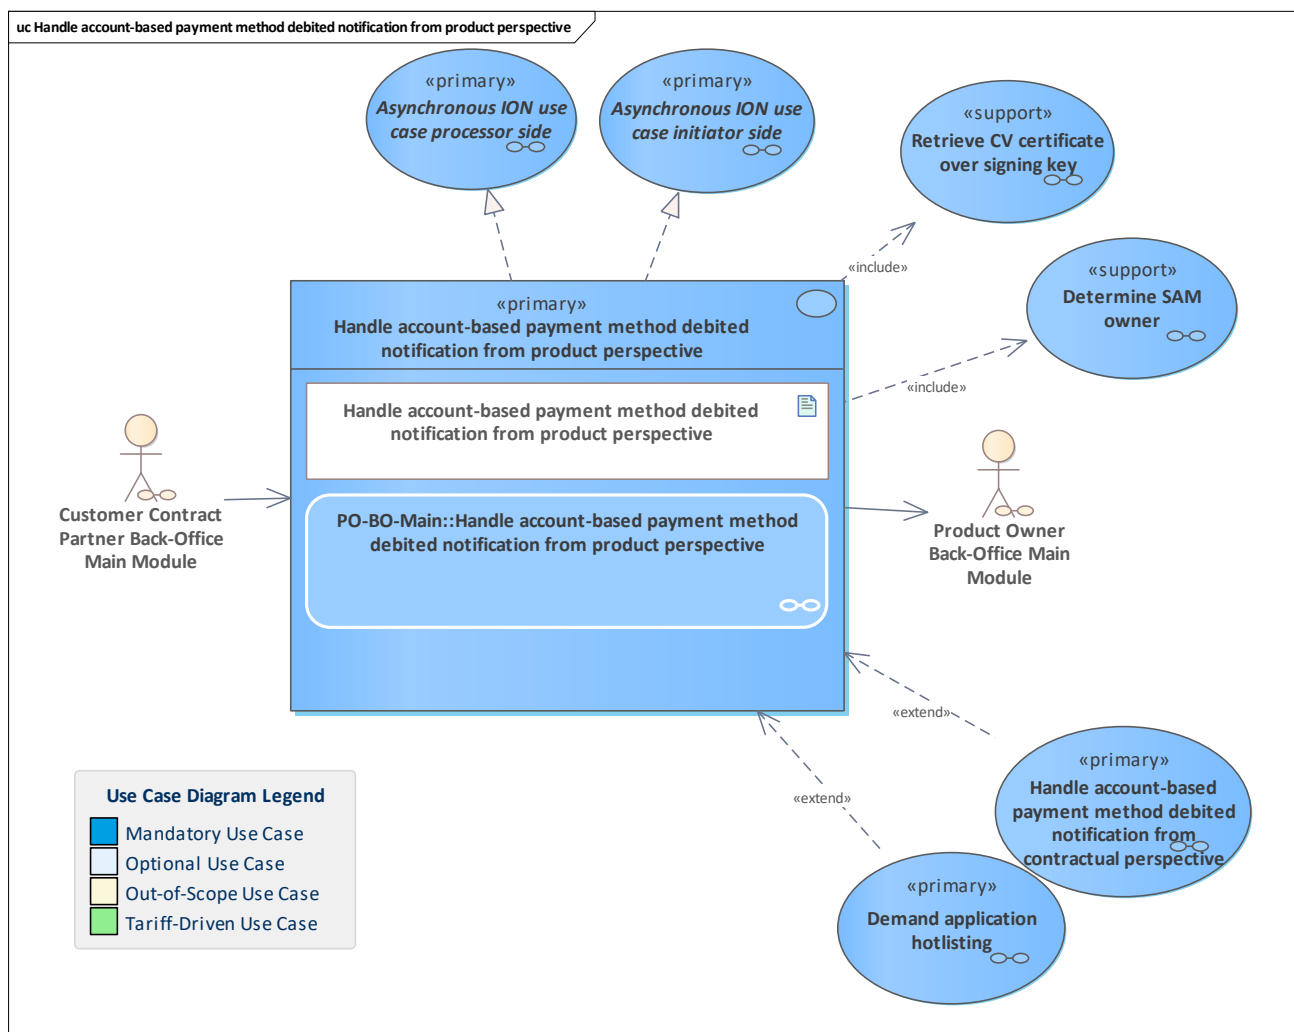 uc Handle account-based payment method debited notification from product perspective
«primary»
Asynchronous ION use
case processor side
«primary»
Asynchronous ION use
case initiator side
«support»
Retrieve CV certificate
over signing key
«include»
«support»
Determine SAM
owner
«include»
«primary»
Handle account-based payment method debited
notification from product perspective
Handle account-based payment method debited
notification from product perspective
PO-BO-Main::Handle account-based payment method
debited notification from product perspective
Customer Contract
Partner Back-Office
Main Module
Product Owner
Back-Office Main
Module
«extend»
«extend»
«primary»
Handle account-based
payment method debited
notification from
contractual perspective
«primary»
Demand application
hotlisting
Use Case Diagram Legend
Mandatory Use Case
Optional Use Case
Out-of-Scope Use Case
Tariff-Driven Use Case